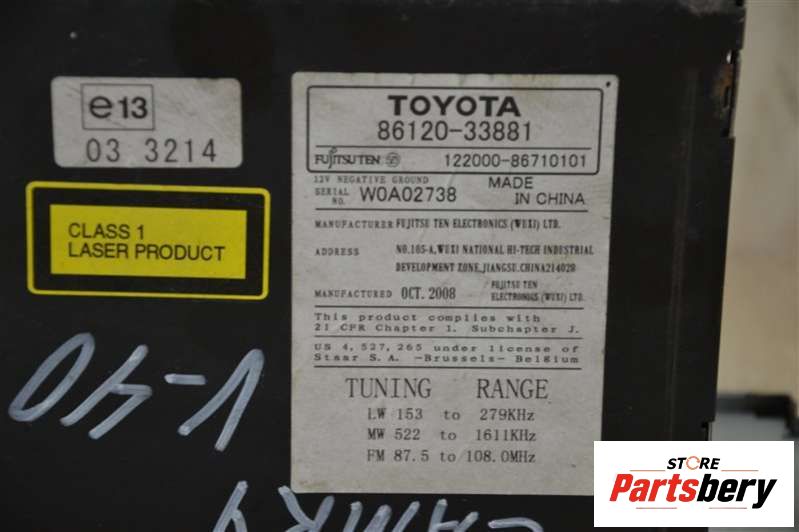 e13
03 3214
CLASS 1
LASER PRODUCT
TOYOTA
86120-33881
FUJITSU TEN 122000-86710101
12V NEGATIVE GROUND
SERIAL NO. W0A02738
MADE IN CHINA
MANUFACTURER FUJITSU TEN ELECTRONICS (WUXI) LTD.
ADDRESS NO.105-A, WUXI NATIONAL HI-TECH INDUSTRIAL
DEVELOPMENT ZONE, JIANGSU, CHINA214028
MANUFACTURED OCT. 2008 FUJITSU TEN
ELECTRONICS (WUXI) LTD.
This product complies with
21 CFR Chapter 1. Subchapter J.
US 4,527,265 under license of
Staar S.A. -Brussels- Belgium
TUNING RANGE
LW 153 to 279KHz
MW 522 to 1611KHz
FM 87.5 to 108.0MHz
V-40
CAMRY
STORE
Partsbery